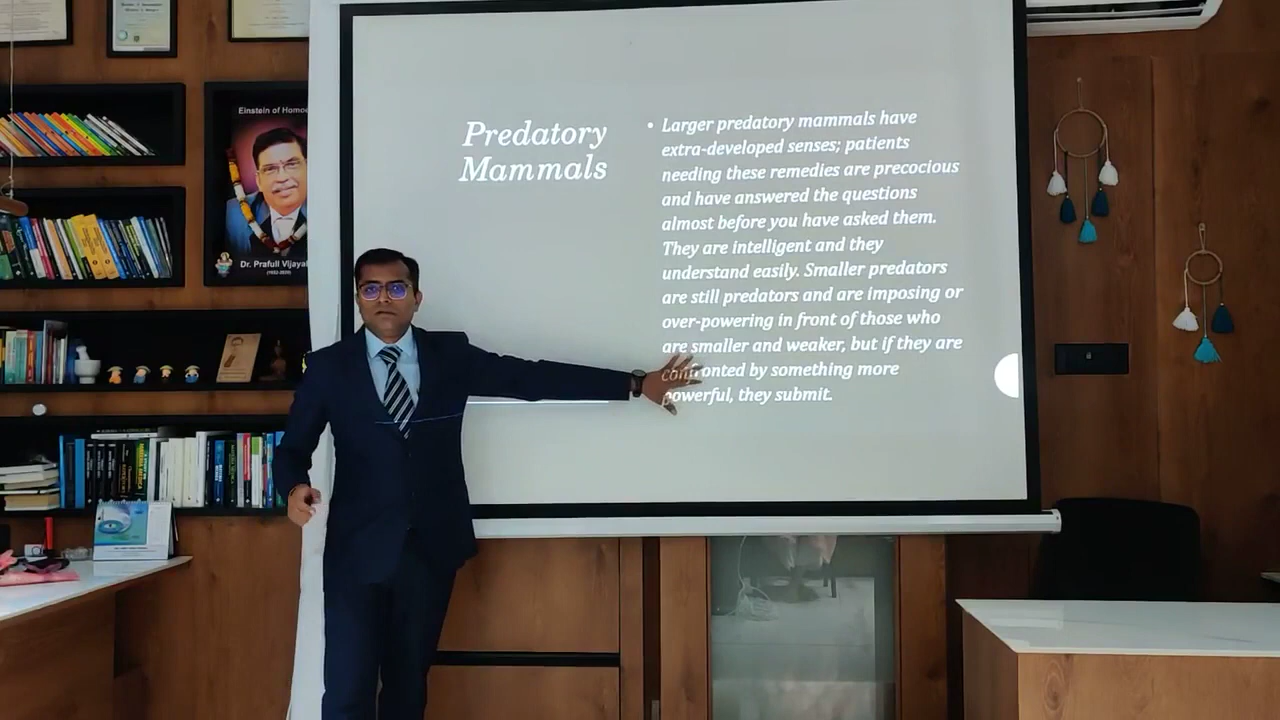 Einstein of Homoe
Dr. Prafull Vijayal
Predatory
Mammals
• Larger predatory mammals have
extra-developed senses; patients
needing these remedies are precocious
and have answered the questions
almost before you have asked them.
They are intelligent and they
understand easily. Smaller predators
are still predators and are imposing or
over-powering in front of those who
are smaller and weaker, but if they are
confronted by something more
powerful, they submit.